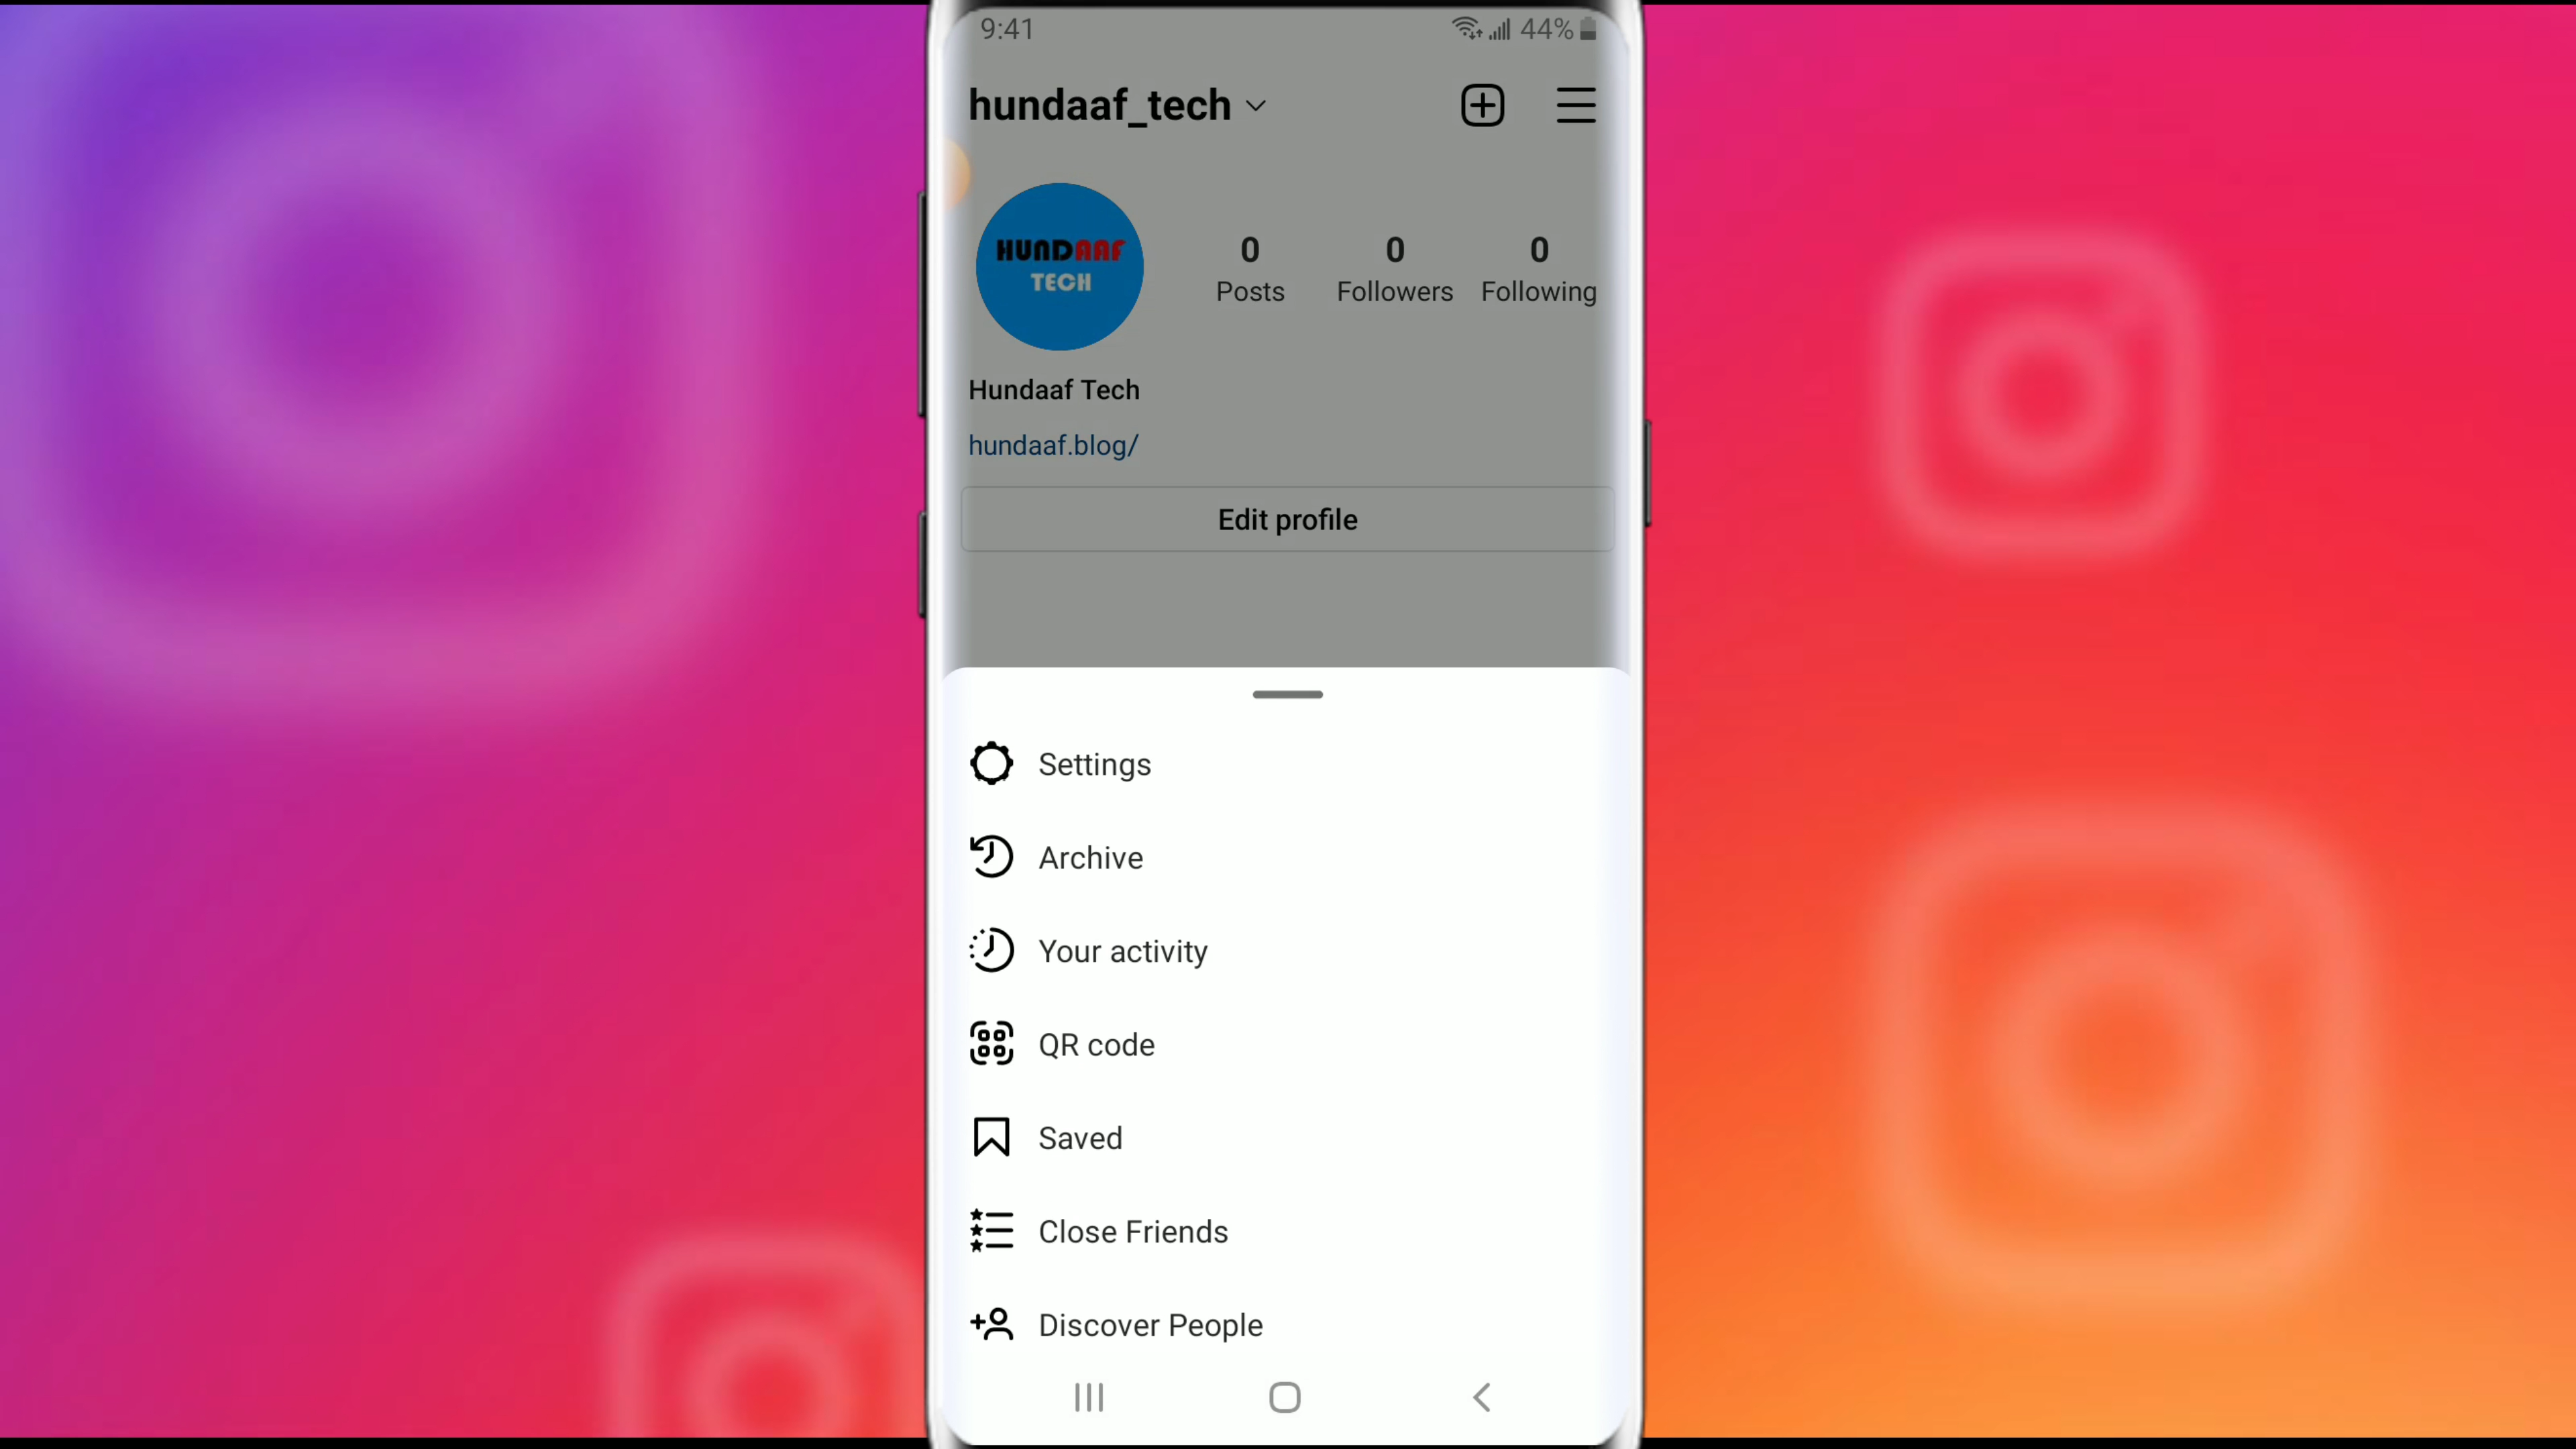 9:41 44%
hundaaf_tech
HUNDAAF
TECH
0 0 0
Posts Followers Following
Hundaaf Tech
hundaaf.blog/
Edit profile
Settings
Archive
Your activity
QR code
Saved
Close Friends
Discover People